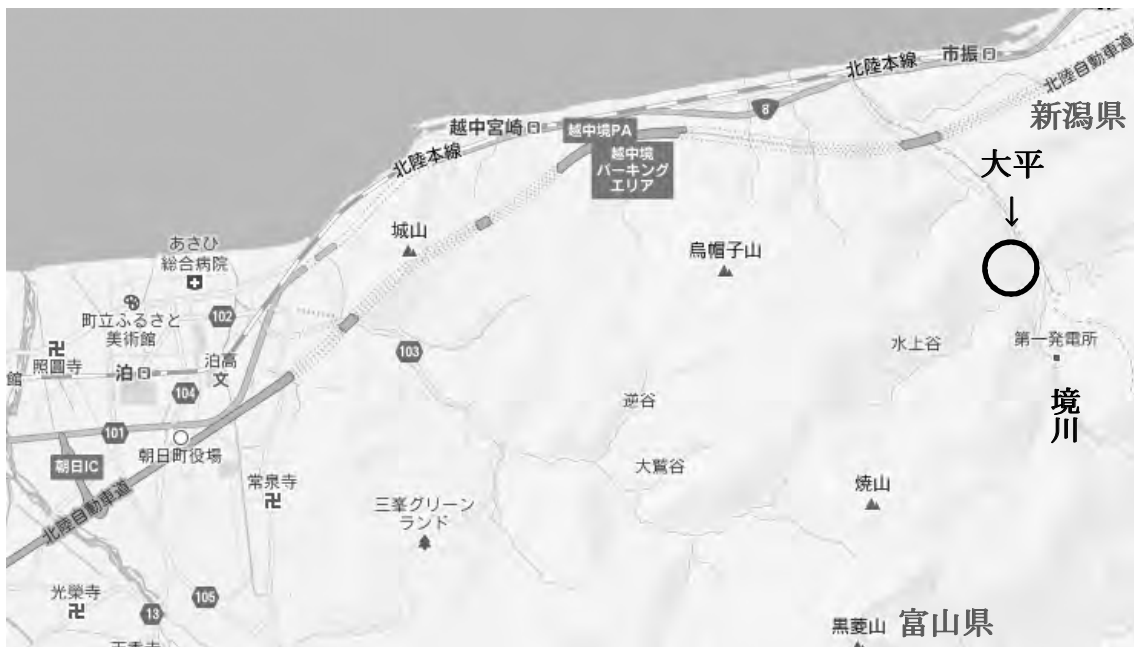 市振
北陸本線
北陸自動車道
8
新潟県
越中宮崎
越中境PA
越中境
パーキング
エリア
北陸本線
大平
↓
城山
烏帽子山
あさひ
総合病院
102
町立ふるさと
美術館
103
水上谷
第一発電所
照圓寺
館
泊
泊高
文
104
逆谷
境川
101
朝日町役場
朝日IC
大鷲谷
常泉寺
焼山
北陸自動車道
三峯グリーン
ランド
光榮寺
105
13
黒菱山
富山県